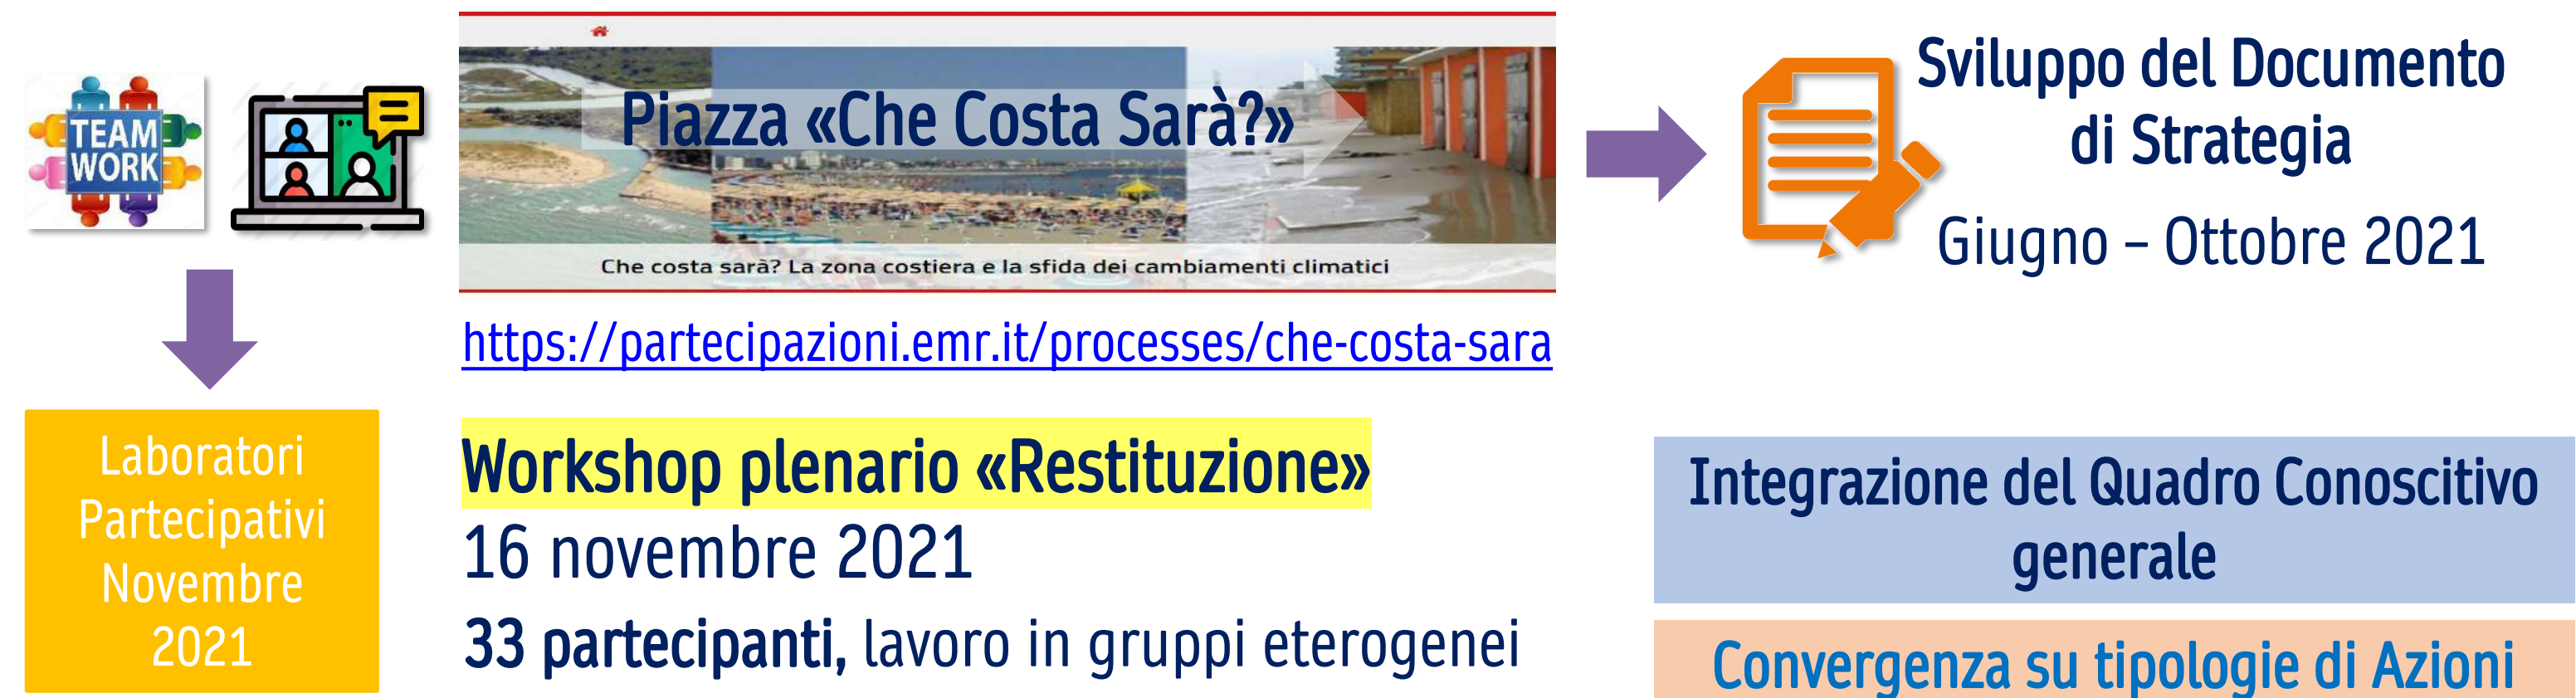 TEAM
WORK
Piazza «Che Costa Sarà?»
Che costa sarà? La zona costiera e la sfida dei cambiamenti climatici
https://partecipazioni.emr.it/processes/che-costa-sara
Sviluppo del Documento
di Strategia
Giugno – Ottobre 2021
Laboratori
Partecipativi
Novembre
2021
Workshop plenario «Restituzione»
16 novembre 2021
33 partecipanti, lavoro in gruppi eterogenei
Integrazione del Quadro Conoscitivo
generale
Convergenza su tipologie di Azioni